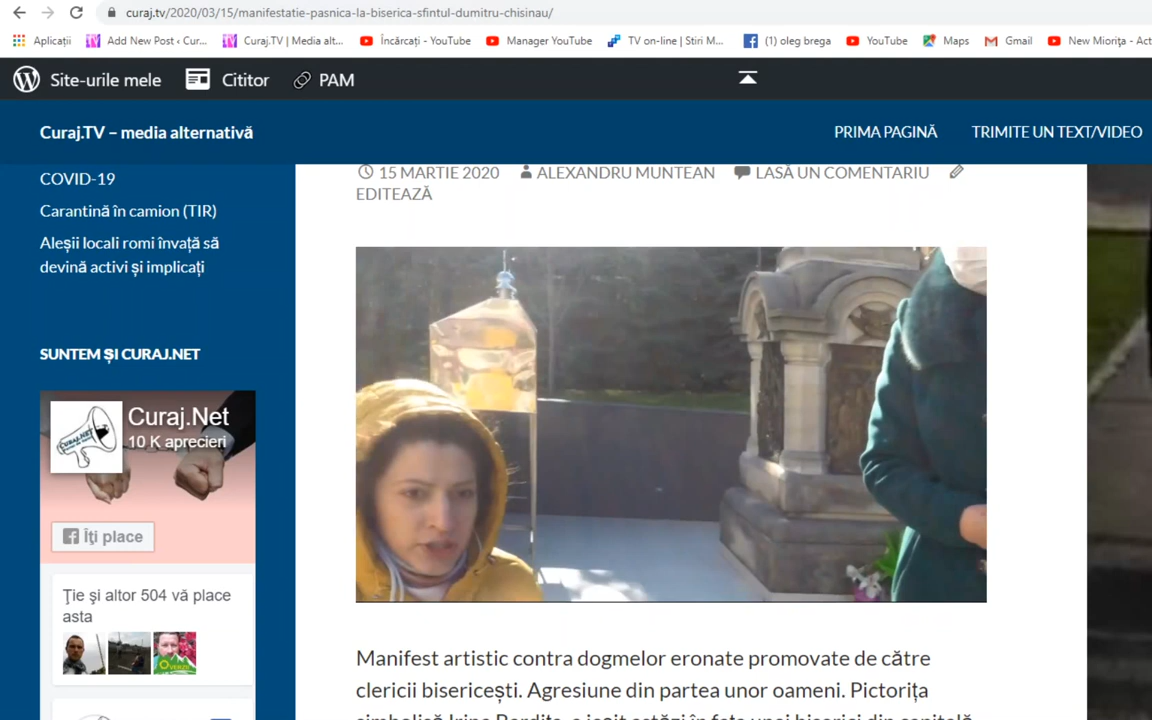 curaj.tv/2020/03/15/manifestatie-pasnica-la-biserica-sfintul-dumitru-chisinau/
Aplicații Add New Post ‹ Cur... Curaj.TV | Media alt... Încărcați - YouTube Manager YouTube TV on-line | Stiri M... (1) oleg brega YouTube Maps Gmail New Miorița - Act
Site-urile mele Cititor PAM
Curaj.TV – media alternativă PRIMA PAGINĂ TRIMITE UN TEXT/VIDEO
COVID-19
Carantină în camion (TIR)
Aleșii locali romi învață să
devină activi și implicați
SUNTEM ȘI CURAJ.NET
Curaj.Net
10 K aprecieri
CURAJ.NET
Îți place
Ţie şi altor 504 vă place
asta
15 MARTIE 2020 ALEXANDRU MUNTEAN LASĂ UN COMENTARIU
EDITEAZĂ
Manifest artistic contra dogmelor eronate promovate de către
clericii bisericești. Agresiune din partea unor oameni. Pictorița